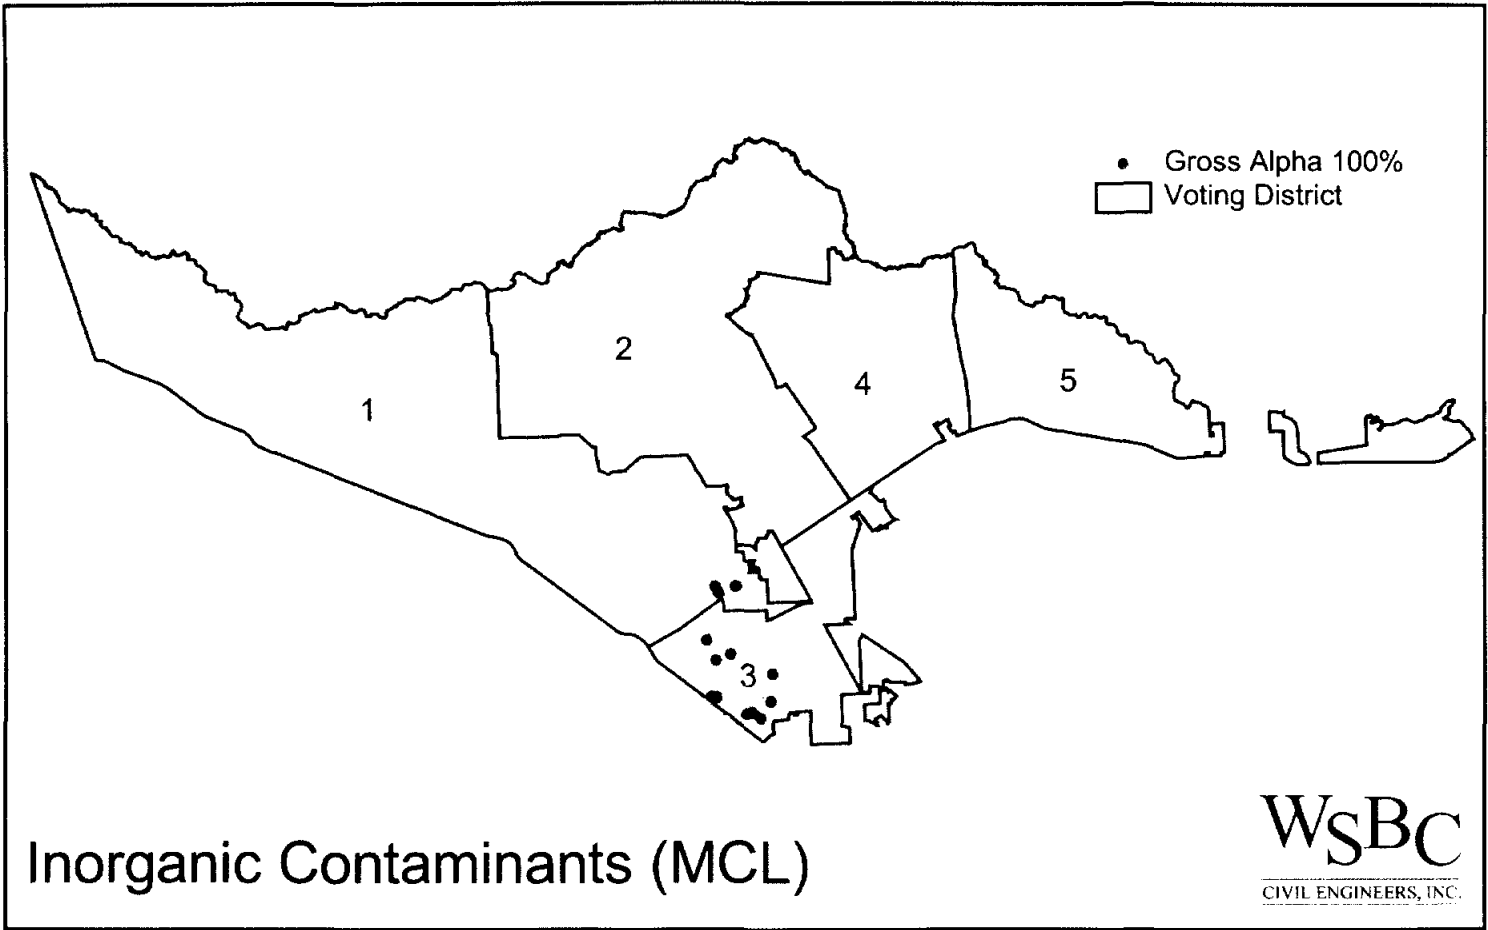 Gross Alpha 100%
Voting District
2
4
5
1
3
Inorganic Contaminants (MCL)
WSBC
CIVIL ENGINEERS, INC.